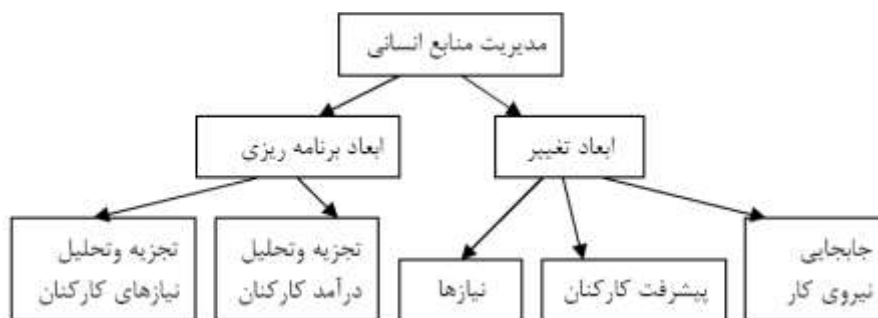 مدیریت منابع انسانی
ابعاد تغییر
ابعاد برنامه ریزی
جابجایی
نیروی کار
پیشرفت کارکنان
نیازها
تجزیه وتحلیل
درآمد کارکنان
تجزیه وتحلیل
نیازهای کارکنان